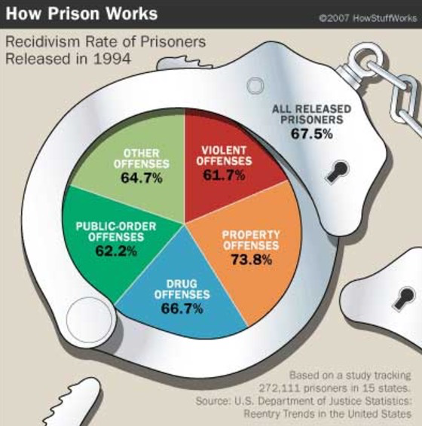 How Prison Works
©2007 HowStuffWorks
Recidivism Rate of Prisoners
Released in 1994
ALL RELEASED
PRISONERS
67.5%
OTHER
OFFENSES
64.7%
VIOLENT
OFFENSES
61.7%
PUBLIC-ORDER
OFFENSES
62.2%
PROPERTY
OFFENSES
73.8%
DRUG
OFFENSES
66.7%
Based on a study tracking
272,111 prisoners in 15 states.
Source: U.S. Department of Justice Statistics:
Reentry Trends in the United States